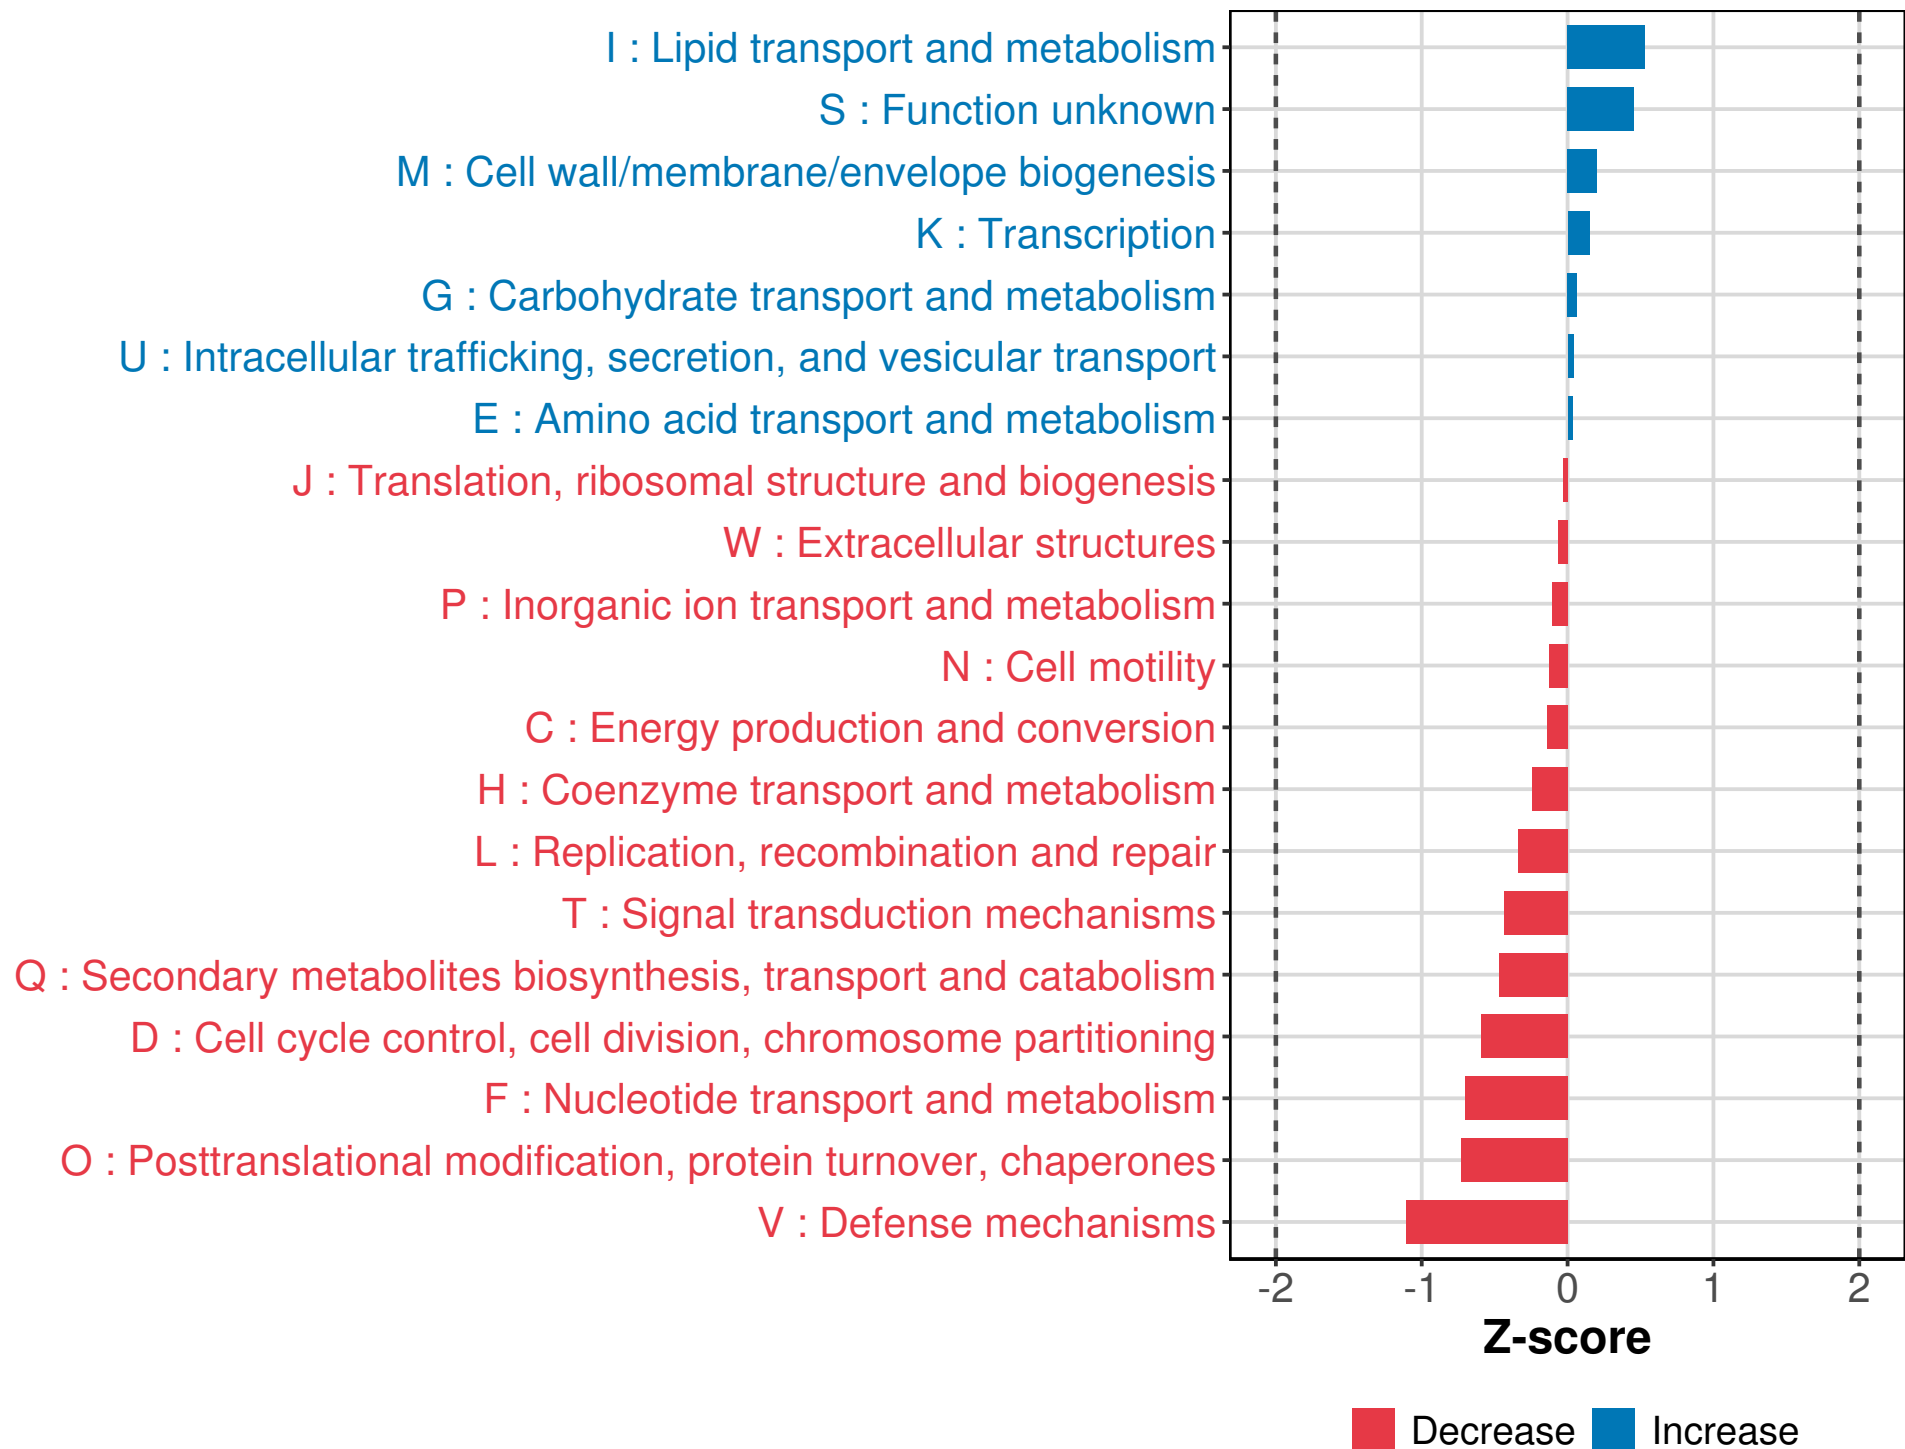 I : Lipid transport and metabolism
S : Function unknown
M : Cell wall/membrane/envelope biogenesis
K : Transcription
G : Carbohydrate transport and metabolism
U : Intracellular trafficking, secretion, and vesicular transport
E : Amino acid transport and metabolism
J : Translation, ribosomal structure and biogenesis
W : Extracellular structures
P : Inorganic ion transport and metabolism
N : Cell motility
C : Energy production and conversion
H : Coenzyme transport and metabolism
L : Replication, recombination and repair
T : Signal transduction mechanisms
Q : Secondary metabolites biosynthesis, transport and catabolism
D : Cell cycle control, cell division, chromosome partitioning
F : Nucleotide transport and metabolism
O : Posttranslational modification, protein turnover, chaperones
V : Defense mechanisms
-2 -1 0 1 2
Z-score
Decrease Increase